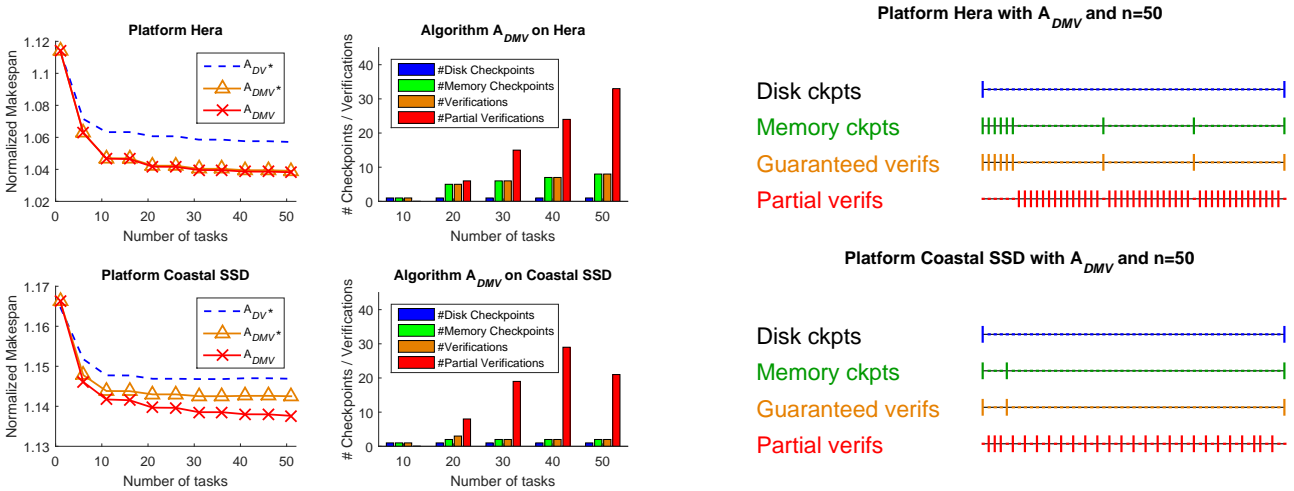 Platform Hera
Normalized Makespan
1.12
1.1
1.08
1.06
1.04
1.02
0 10 20 30 40 50
Number of tasks
A_DV*
A_DMV*
A_DMV
Algorithm A_DMV on Hera
# Checkpoints / Verifications
40
30
20
10
0
10 20 30 40 50
Number of tasks
#Disk Checkpoints
#Memory Checkpoints
#Verifications
#Partial Verifications
Platform Hera with A_DMV and n=50
Disk ckpts
Memory ckpts
Guaranteed verifs
Partial verifs
Platform Coastal SSD
Normalized Makespan
1.17
1.16
1.15
1.14
1.13
0 10 20 30 40 50
Number of tasks
A_DV*
A_DMV*
A_DMV
Algorithm A_DMV on Coastal SSD
# Checkpoints / Verifications
40
30
20
10
0
10 20 30 40 50
Number of tasks
#Disk Checkpoints
#Memory Checkpoints
#Verifications
#Partial Verifications
Platform Coastal SSD with A_DMV and n=50
Disk ckpts
Memory ckpts
Guaranteed verifs
Partial verifs